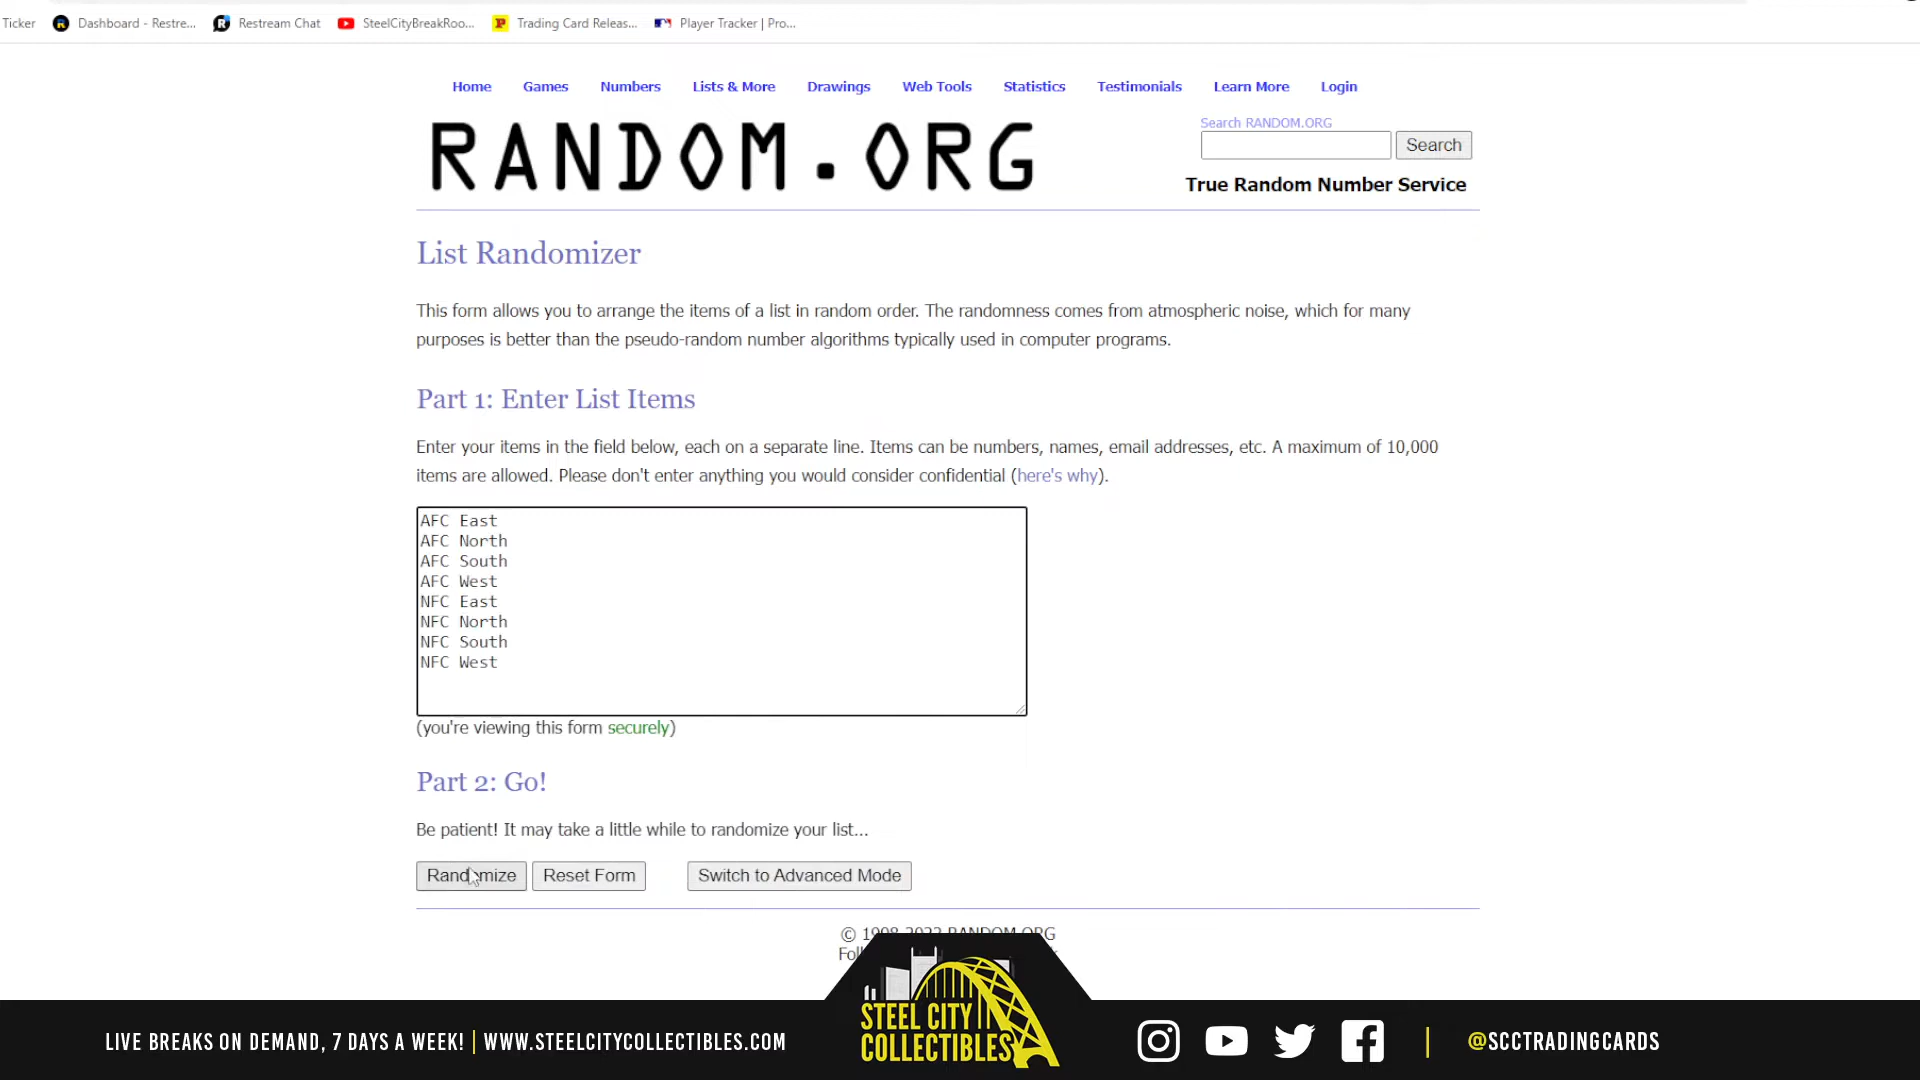 Ticker Dashboard - Restre... Restream Chat SteelCityBreakRoo... Trading Card Releas... Player Tracker | Pro...
Home Games Numbers Lists & More Drawings Web Tools Statistics Testimonials Learn More Login
RANDOM.ORG
Search RANDOM.ORG
Search
True Random Number Service
List Randomizer
This form allows you to arrange the items of a list in random order. The randomness comes from atmospheric noise, which for many
purposes is better than the pseudo-random number algorithms typically used in computer programs.
Part 1: Enter List Items
Enter your items in the field below, each on a separate line. Items can be numbers, names, email addresses, etc. A maximum of 10,000
items are allowed. Please don't enter anything you would consider confidential (here's why).
AFC East
AFC North
AFC South
AFC West
NFC East
NFC North
NFC South
NFC West
(you're viewing this form securely)
Part 2: Go!
Be patient! It may take a little while to randomize your list...
Randomize Reset Form Switch to Advanced Mode
© 1998-2022 RANDOM.ORG
STEEL CITY
COLLECTIBLES
LIVE BREAKS ON DEMAND, 7 DAYS A WEEK! | WWW.STEELCITYCOLLECTIBLES.COM
| @SCCTRADINGCARDS